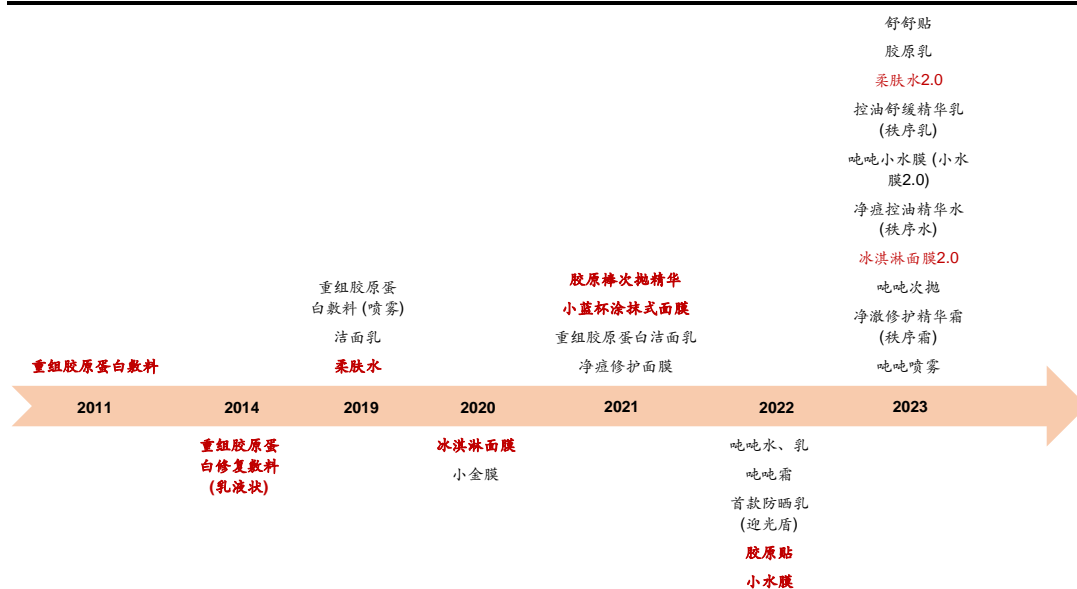 舒舒贴
胶原乳
柔肤水2.0
控油舒缓精华乳
(秩序乳)
吨吨小水膜 (小水
膜2.0)
净痘控油精华水
(秩序水)
冰淇淋面膜2.0
吨吨次抛
净澈修护精华霜
(秩序霜)
吨吨喷雾
胶原棒次抛精华
小蓝杯涂抹式面膜
重组胶原蛋白洁面乳
净痘修护面膜
重组胶原蛋
白敷料 (喷雾)
洁面乳
柔肤水
重组胶原蛋白敷料
2011
2014
2019
2020
2021
2022
2023
重组胶原蛋
白修复敷料
(乳液状)
冰淇淋面膜
小金膜
吨吨水、乳
吨吨霜
首款防晒乳
(迎光盾)
胶原贴
小水膜